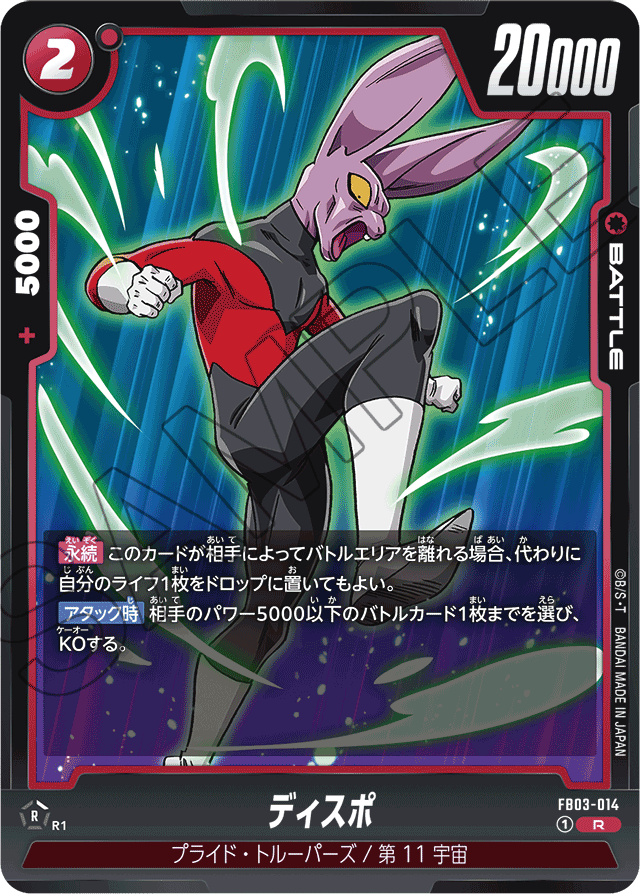 2
20000
+ 5000
BATTLE
SAMPLE
永続 このカードが相手によってバトルエリアを離れる場合、代わりに
自分のライフ1枚をドロップに置いてもよい。
アタック時 相手のパワー5000以下のバトルカード1枚までを選び、
KOする。
©B/S・T BANDAI MADE IN JAPAN
R R1
ディスポ
FB03-014
1 R
プライド・トルーパーズ / 第 11 宇宙